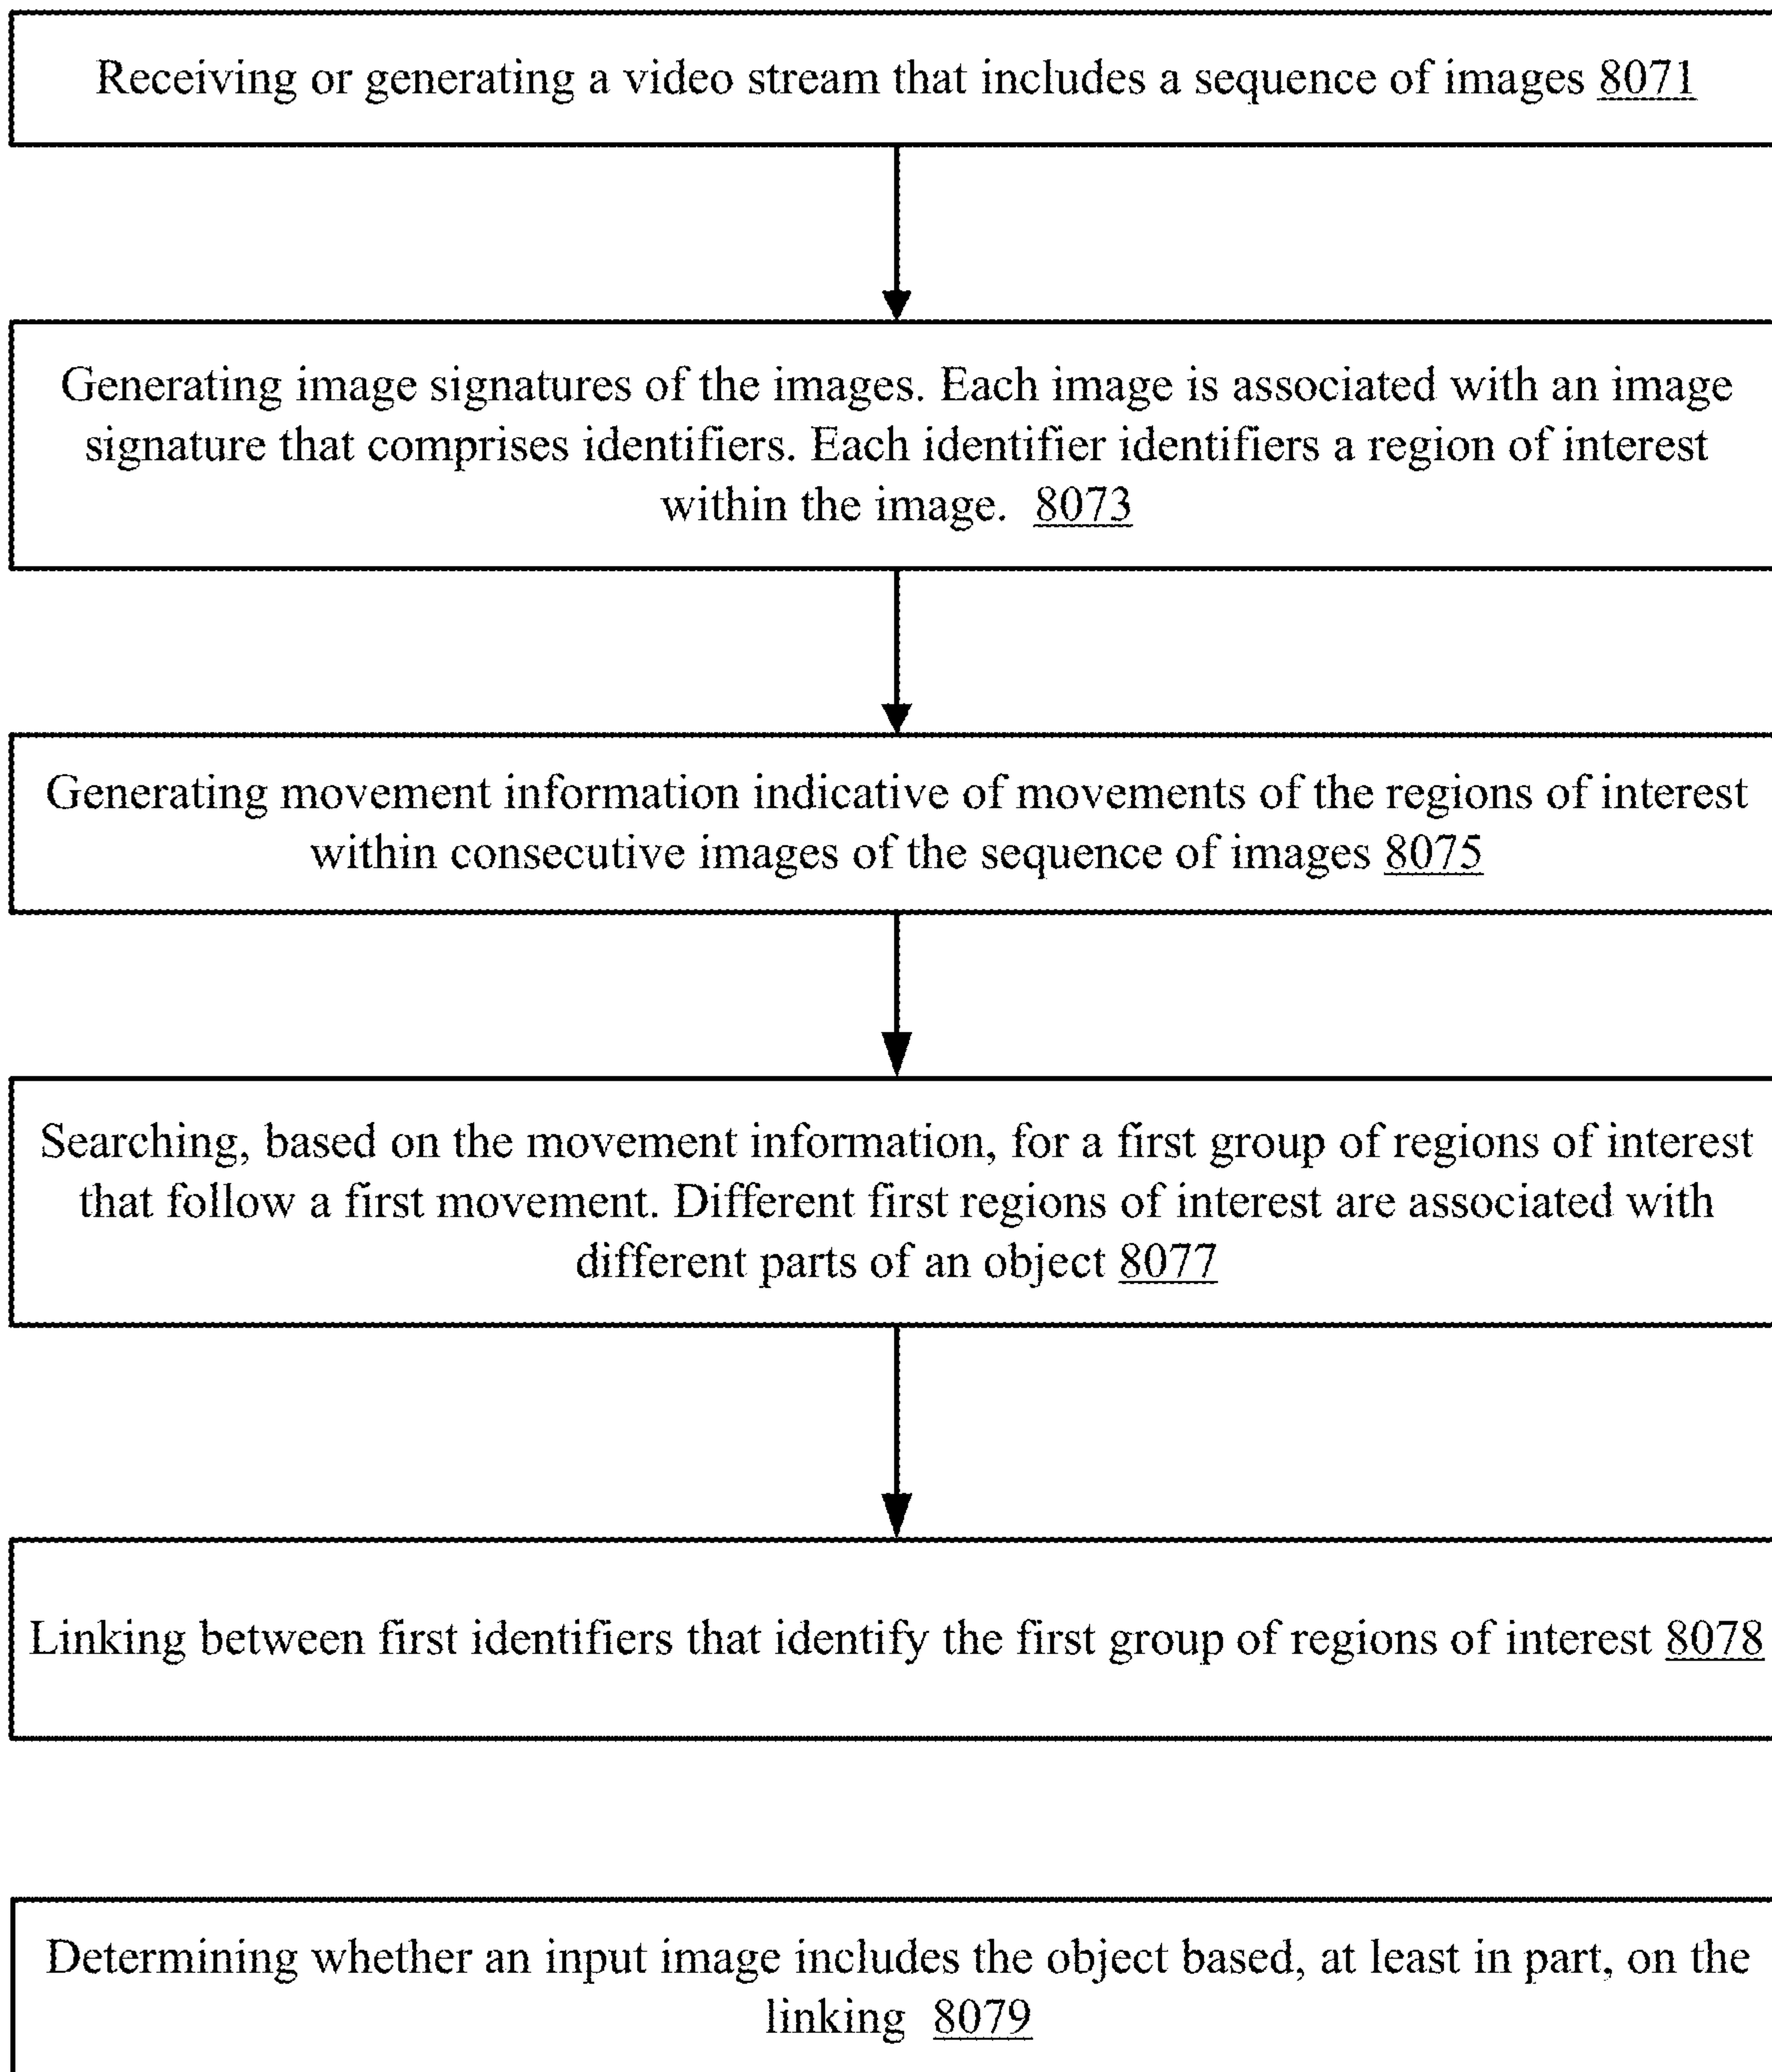 Receiving or generating a video stream that includes a sequence of images 8071
Generating image signatures of the images. Each image is associated with an image
signature that comprises identifiers. Each identifier identifiers a region of interest
within the image. 8073
Generating movement information indicative of movements of the regions of interest
within consecutive images of the sequence of images 8075
Searching, based on the movement information, for a first group of regions of interest
that follow a first movement. Different first regions of interest are associated with
different parts of an object 8077
Linking between first identifiers that identify the first group of regions of interest 8078
Determining whether an input image includes the object based, at least in part, on the
linking 8079